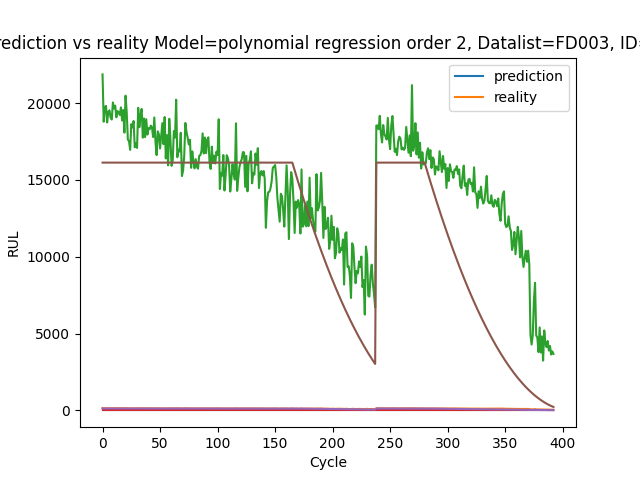 rediction vs reality Model=polynomial regression order 2, Datalist=FD003, ID=
prediction
reality
20000
15000
10000
5000
0
RUL
0 50 100 150 200 250 300 350 400
Cycle